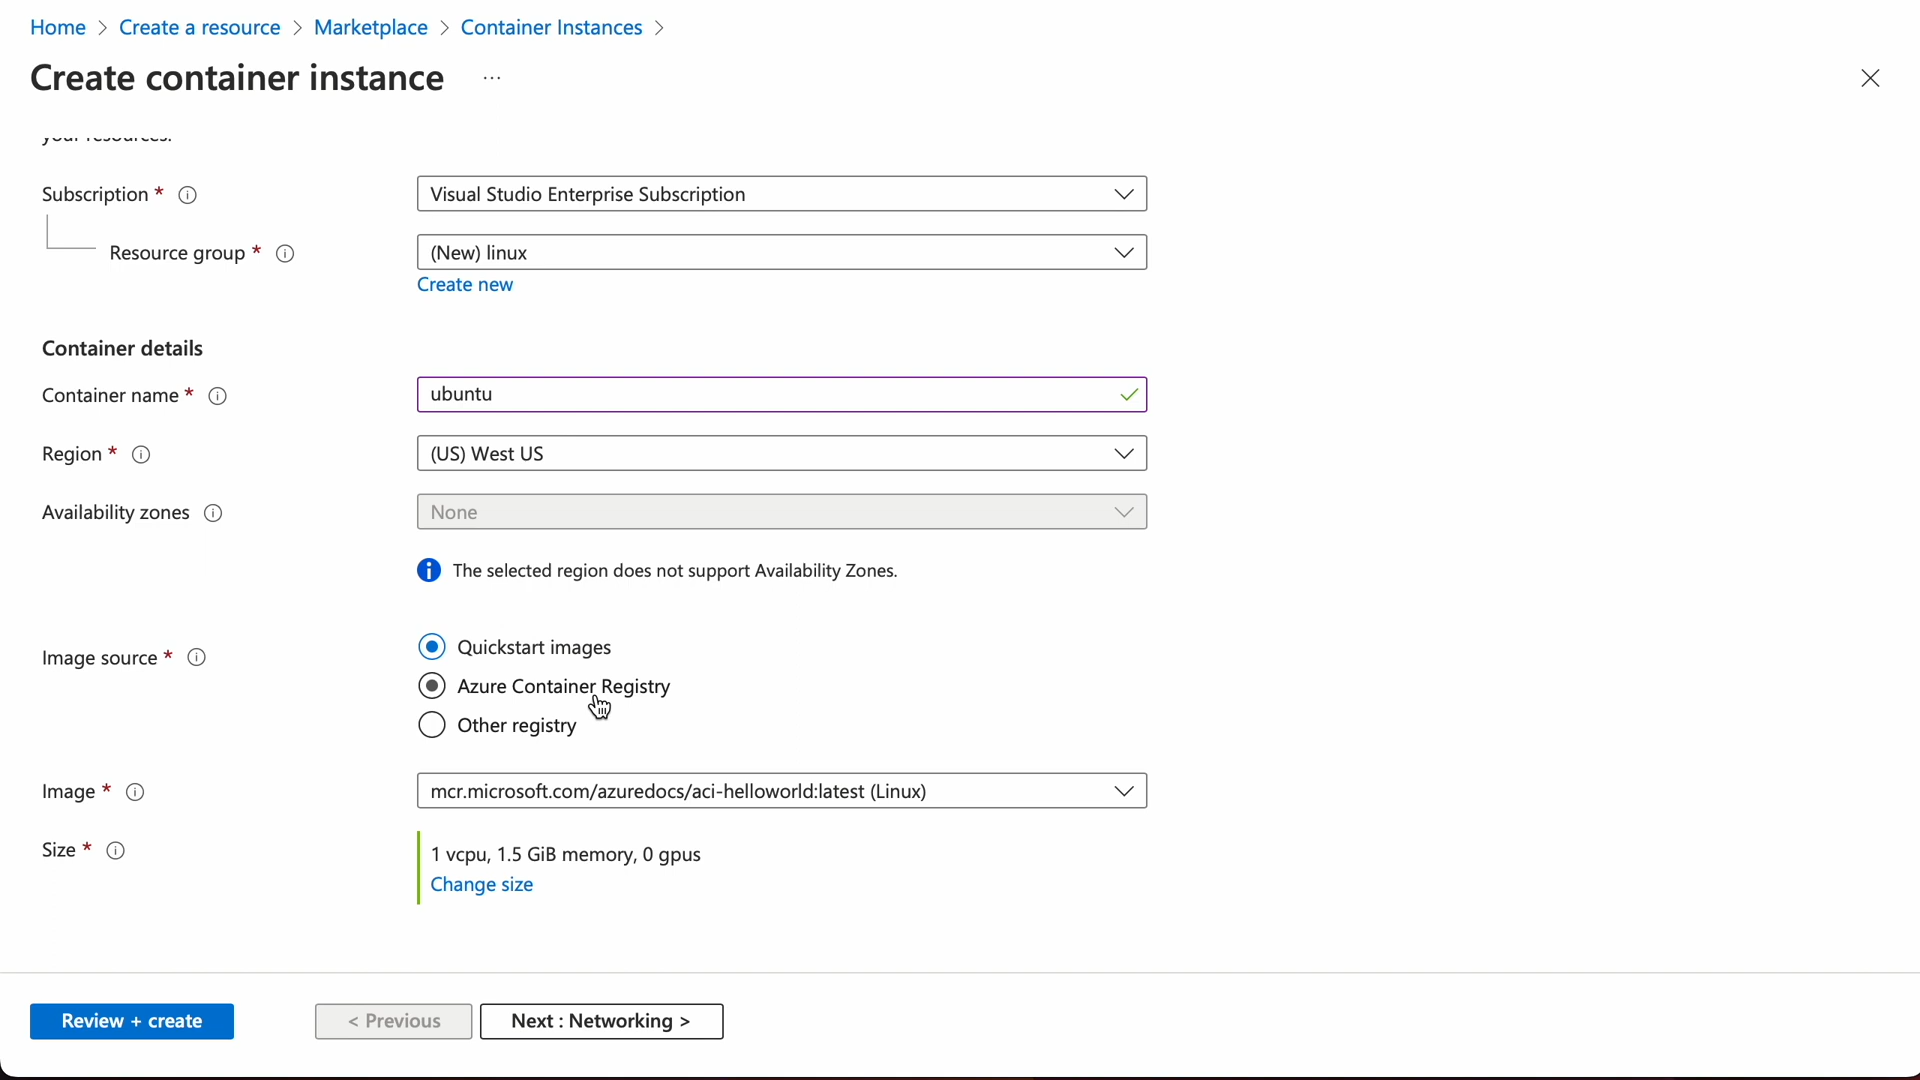 Home > Create a resource > Marketplace > Container Instances >
Create container instance ...
your resources.
Subscription *
Visual Studio Enterprise Subscription
Resource group *
(New) linux
Create new
Container details
Container name *
ubuntu
Region *
(US) West US
Availability zones
None
The selected region does not support Availability Zones.
Image source *
Quickstart images
Azure Container Registry
Other registry
Image *
mcr.microsoft.com/azuredocs/aci-helloworld:latest (Linux)
Size *
1 vcpu, 1.5 GiB memory, 0 gpus
Change size
Review + create
< Previous
Next : Networking >